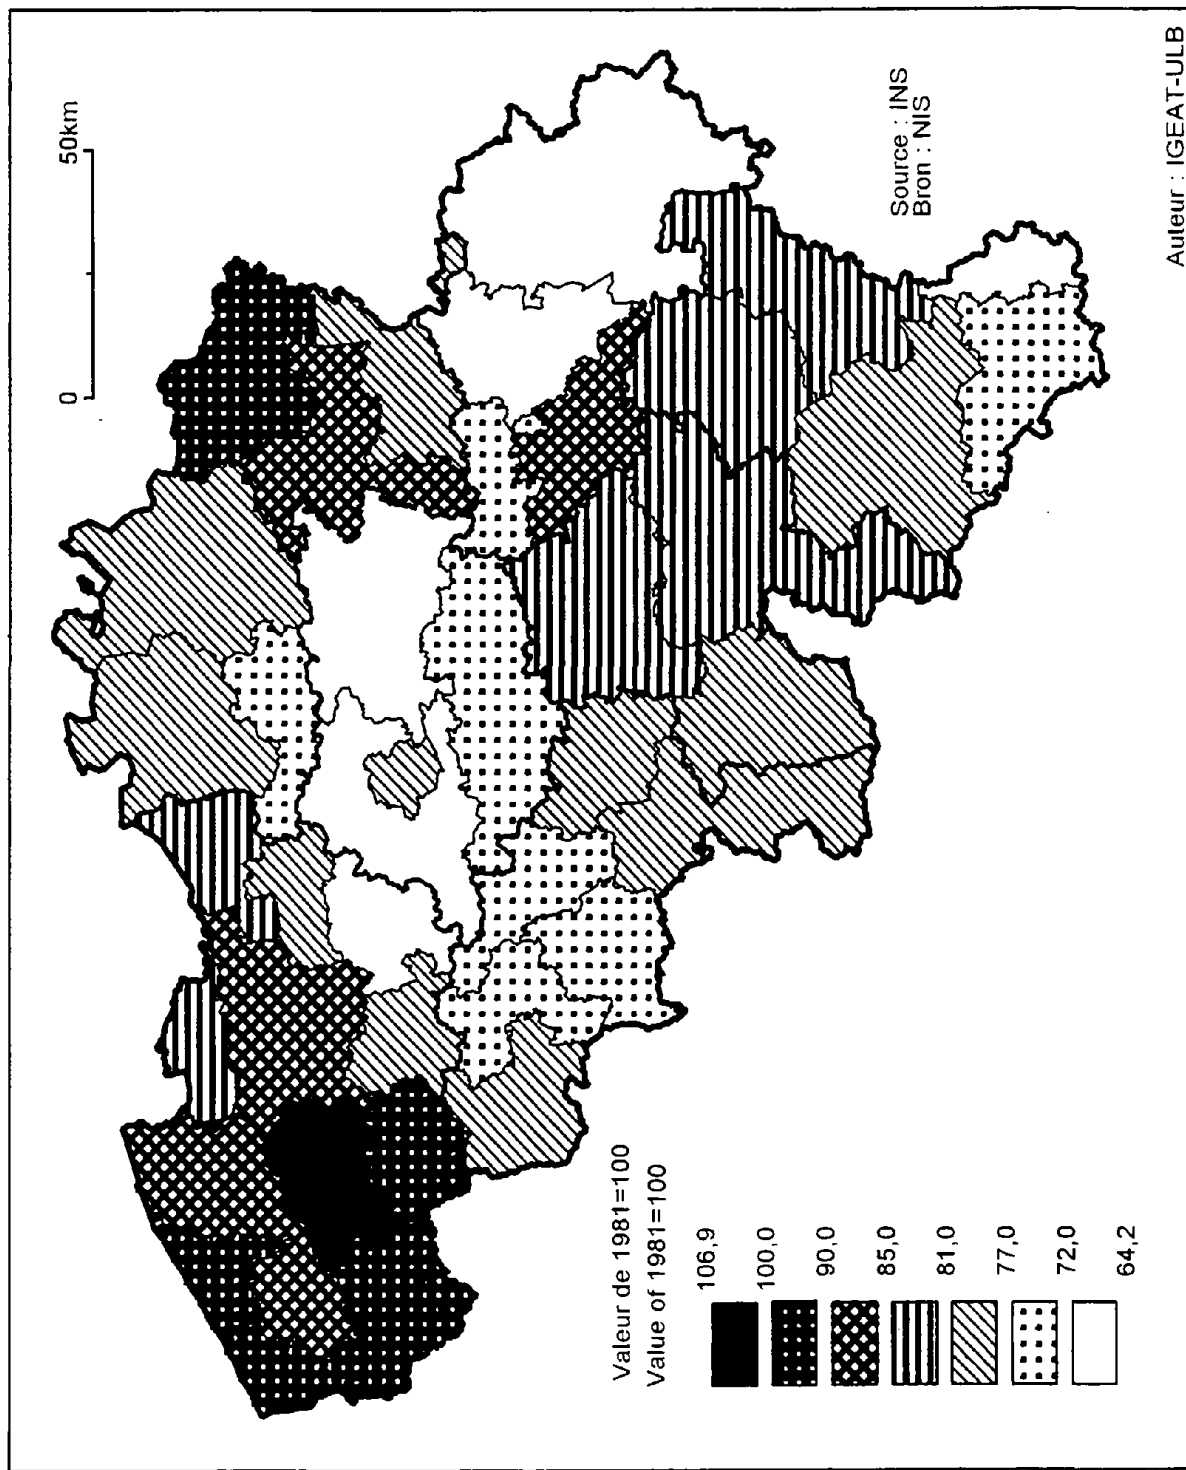 0 50km
Source : INS
Bron : NIS
Valeur de 1981=100
Value of 1981=100
106,9
100,0
90,0
85,0
81,0
77,0
72,0
64,2
Auteur : IGEAT-ULB